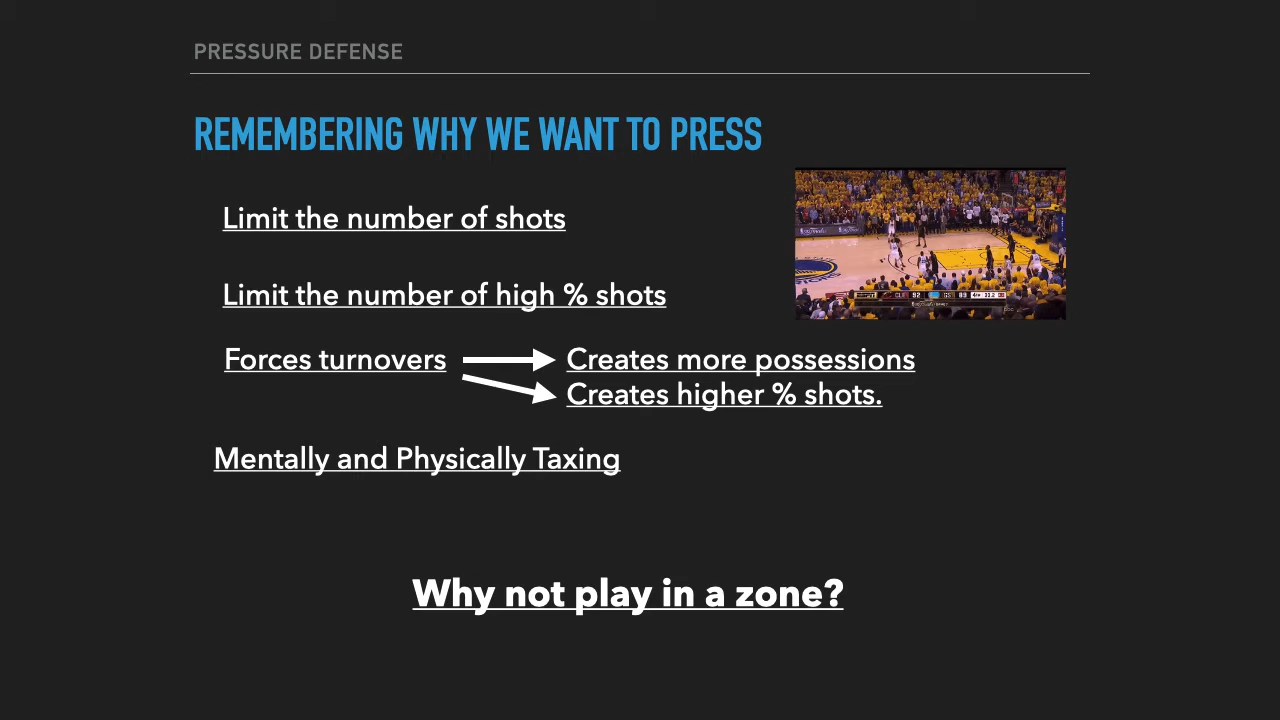 PRESSURE DEFENSE
REMEMBERING WHY WE WANT TO PRESS
Limit the number of shots
Limit the number of high % shots
Forces turnovers
Creates more possessions
Creates higher % shots.
Mentally and Physically Taxing
Why not play in a zone?